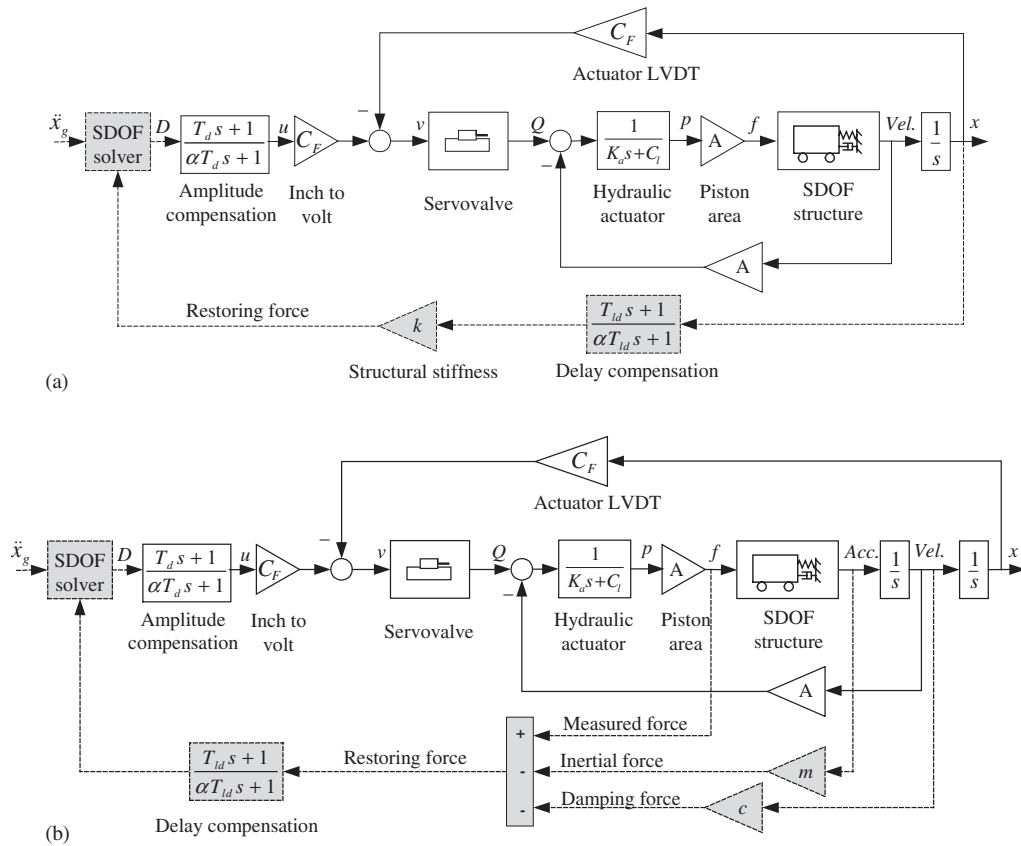 C_F
Actuator LVDT
ẍ_g
SDOF
solver
D
T_d s + 1
αT_d s + 1
u
C_F
−
v
Q
−
1
K_a s + C_l
p
A
f
Vel.
1
s
x
Amplitude
compensation
Inch to
volt
Servovalve
Hydraulic
actuator
Piston
area
SDOF
structure
A
Restoring force
k
T_ld s + 1
αT_ld s + 1
Structural stiffness
Delay compensation
(a)
C_F
Actuator LVDT
ẍ_g
SDOF
solver
D
T_d s + 1
αT_d s + 1
u
C_F
−
v
Q
−
1
K_a s + C_l
p
A
f
Acc.
1
s
Vel.
1
s
x
Amplitude
compensation
Inch to
volt
Servovalve
Hydraulic
actuator
Piston
area
SDOF
structure
A
+
Measured force
T_ld s + 1
αT_ld s + 1
Restoring force
-
Inertial force
m
-
Damping force
c
Delay compensation
(b)